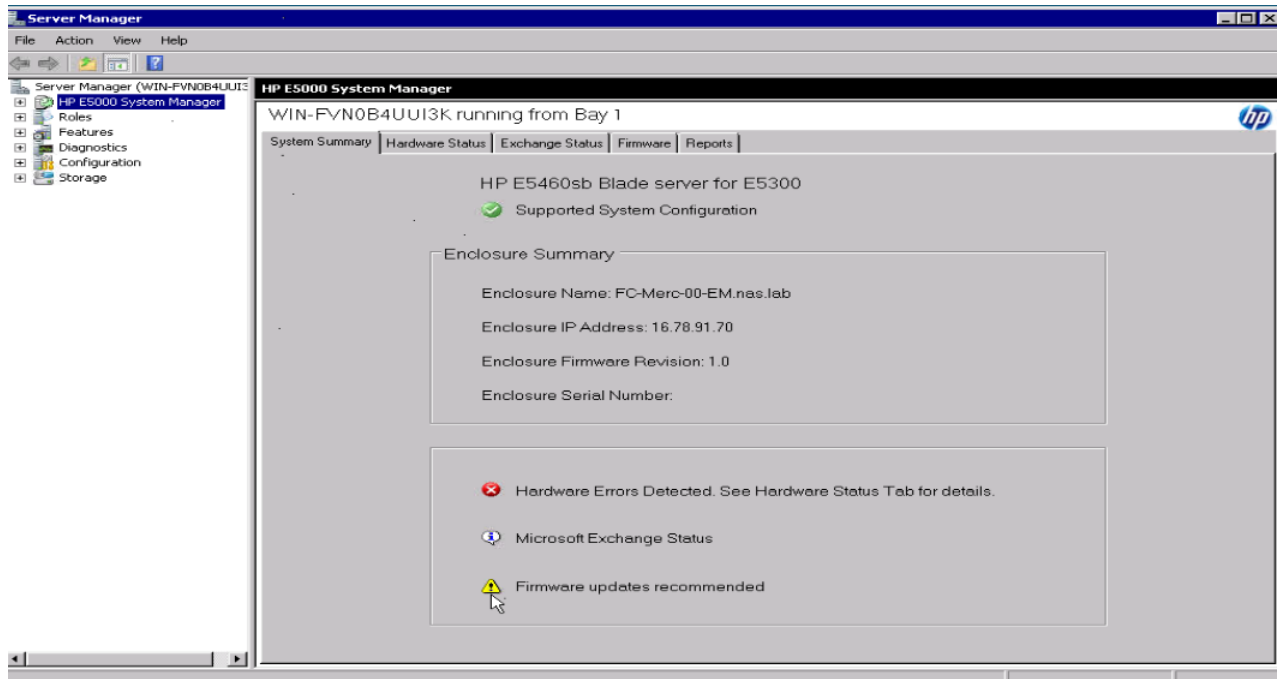 Server Manager
File Action View Help
Server Manager (WIN-FVN0B4UUI3
HP E5000 System Manager
Roles
Features
Diagnostics
Configuration
Storage
HP E5000 System Manager
WIN-FVN0B4UUI3K running from Bay 1
hp
System Summary Hardware Status Exchange Status Firmware Reports
HP E5460sb Blade server for E5300
Supported System Configuration
Enclosure Summary
Enclosure Name: FC-Merc-00-EM.nas.lab
Enclosure IP Address: 16.78.91.70
Enclosure Firmware Revision: 1.0
Enclosure Serial Number:
Hardware Errors Detected. See Hardware Status Tab for details.
Microsoft Exchange Status
Firmware updates recommended